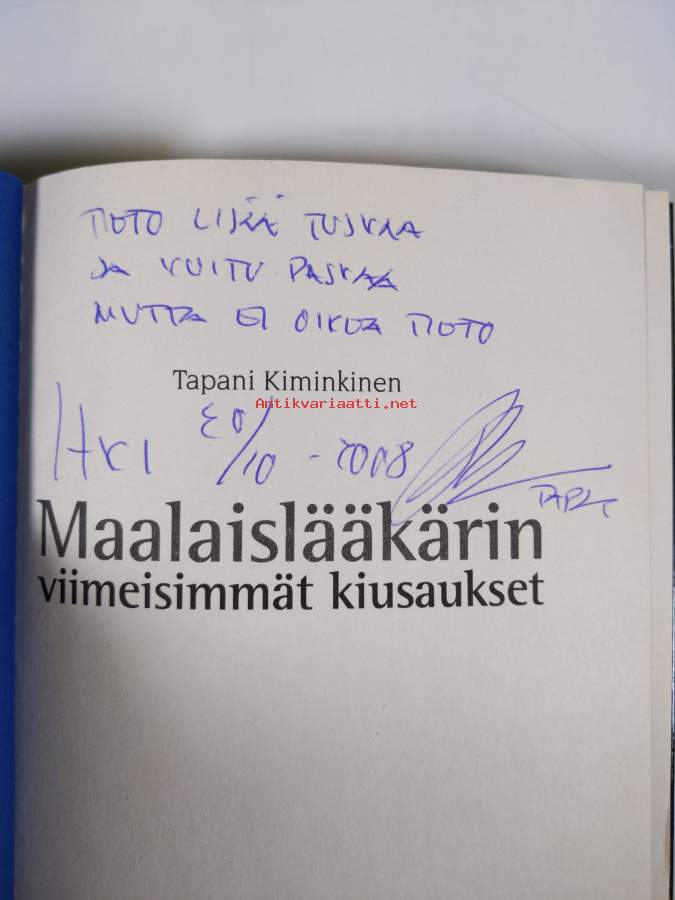 TIETO LISÄÄ TUSKAA
JA KUITU PASKAA
MUTTA EI OIKEA TIETO
Tapani Kiminkinen
Antikvariaatti.net
HKI 30/10 - 2008
Maalaislääkärin
viimeisimmät kiusaukset